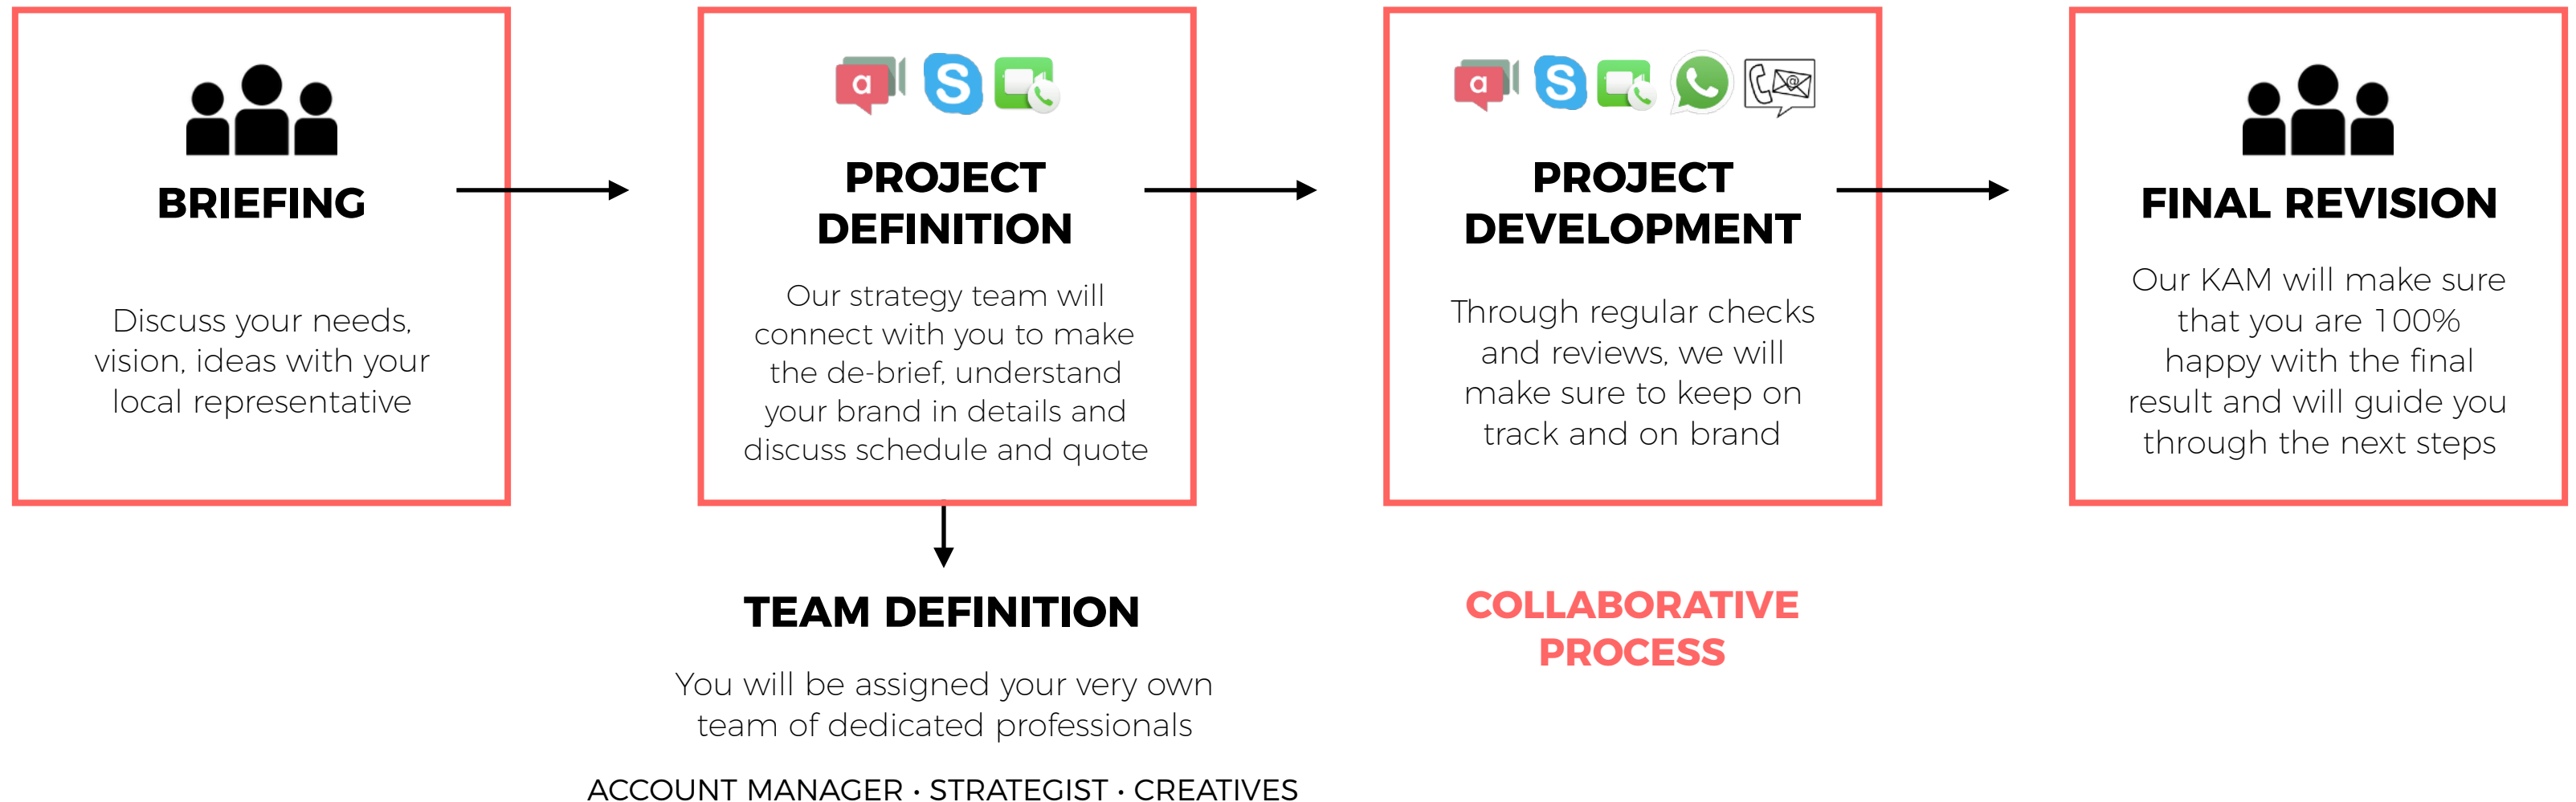 BRIEFING
Discuss your needs,
vision, ideas with your
local representative
a S
PROJECT
DEFINITION
Our strategy team will
connect with you to make
the de-brief, understand
your brand in details and
discuss schedule and quote
TEAM DEFINITION
You will be assigned your very own
team of dedicated professionals
ACCOUNT MANAGER · STRATEGIST · CREATIVES
a S @
PROJECT
DEVELOPMENT
Through regular checks
and reviews, we will
make sure to keep on
track and on brand
COLLABORATIVE
PROCESS
FINAL REVISION
Our KAM will make sure
that you are 100%
happy with the final
result and will guide you
through the next steps